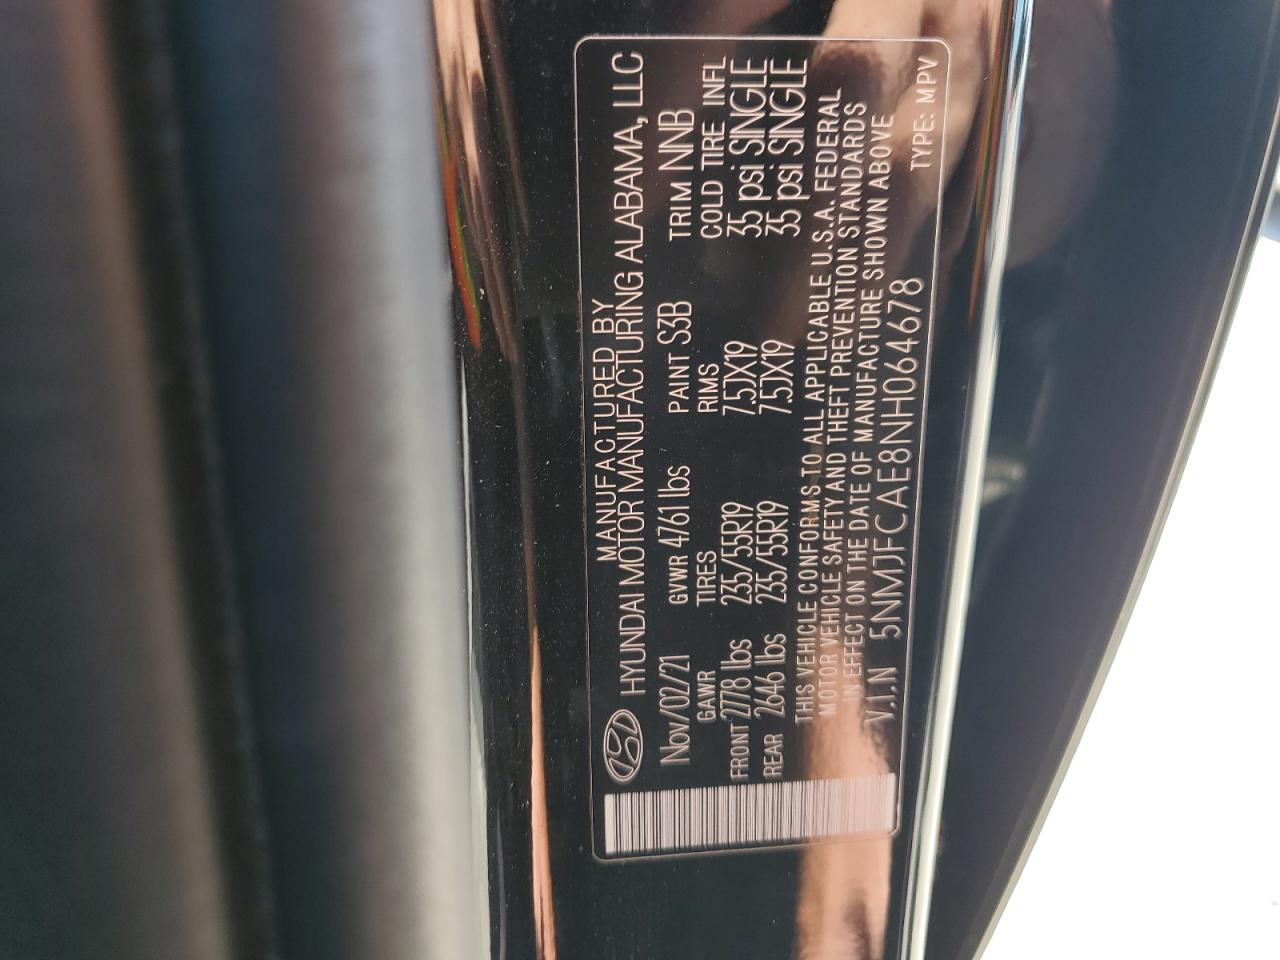 MANUFACTURED BY
HYUNDAI MOTOR MANUFACTURING ALABAMA, LLC
Nov/02/21 GVWR 4761 lbs PAINT S3B TRIM NNB
GAWR TIRES RIMS COLD TIRE INFL
FRONT 2778 lbs 235/55R19 7.5JX19 35 psi SINGLE
REAR 2646 lbs 235/55R19 7.5JX19 35 psi SINGLE
THIS VEHICLE CONFORMS TO ALL APPLICABLE U.S.A. FEDERAL
MOTOR VEHICLE SAFETY AND THEFT PREVENTION STANDARDS
IN EFFECT ON THE DATE OF MANUFACTURE SHOWN ABOVE
V.I.N 5NMJFCAE8NH064678 TYPE: MPV